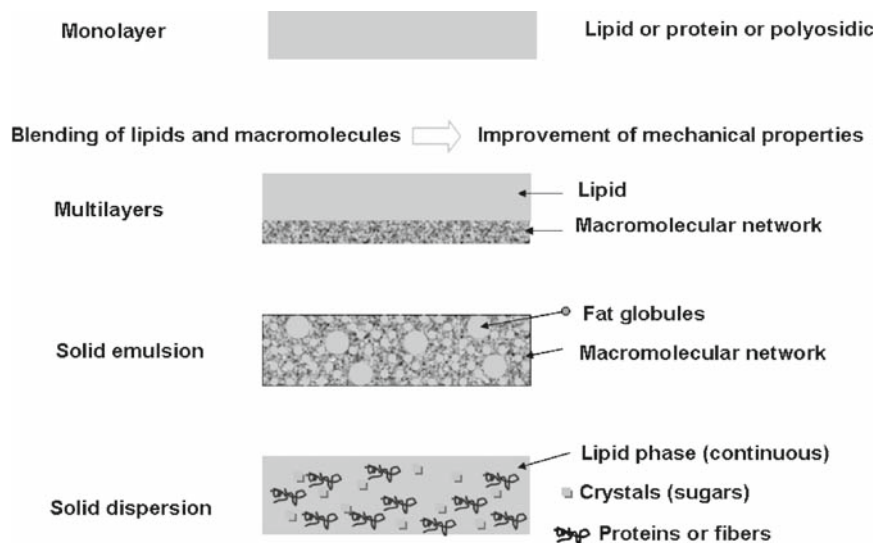 Monolayer
Lipid or protein or polyosidic
Blending of lipids and macromolecules
Improvement of mechanical properties
Multilayers
Lipid
Macromolecular network
Solid emulsion
Fat globules
Macromolecular network
Solid dispersion
Lipid phase (continuous)
Crystals (sugars)
Proteins or fibers